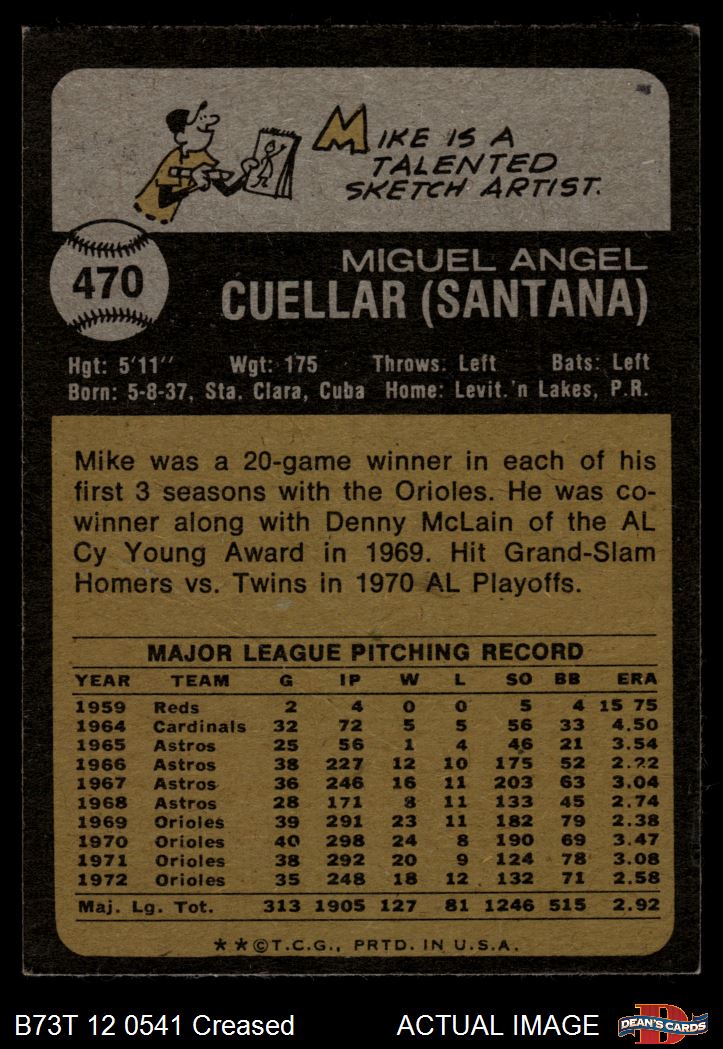 MIKE IS A
TALENTED
SKETCH ARTIST.
470
MIGUEL ANGEL
CUELLAR (SANTANA)
Hgt: 5'11" Wgt: 175 Throws: Left Bats: Left
Born: 5-8-37, Sta. Clara, Cuba Home: Levit.'n Lakes, P.R.
Mike was a 20-game winner in each of his
first 3 seasons with the Orioles. He was co-
winner along with Denny McLain of the AL
Cy Young Award in 1969. Hit Grand-Slam
Homers vs. Twins in 1970 AL Playoffs.
MAJOR LEAGUE PITCHING RECORD
YEAR TEAM G IP W L SO BB ERA
1959 Reds 2 4 0 0 5 4 15 75
1964 Cardinals 32 72 5 5 56 33 4.50
1965 Astros 25 56 1 4 46 21 3.54
1966 Astros 38 227 12 10 175 52 2.22
1967 Astros 36 246 16 11 203 63 3.04
1968 Astros 28 171 8 11 133 45 2.74
1969 Orioles 39 291 23 11 182 79 2.38
1970 Orioles 40 298 24 8 190 69 3.47
1971 Orioles 38 292 20 9 124 78 3.08
1972 Orioles 35 248 18 12 132 71 2.58
Maj. Lg. Tot. 313 1905 127 81 1246 515 2.92
★★©T.C.G., PRTD. IN U.S.A.
B73T 12 0541 Creased ACTUAL IMAGE
D
DEAN'S CARDS